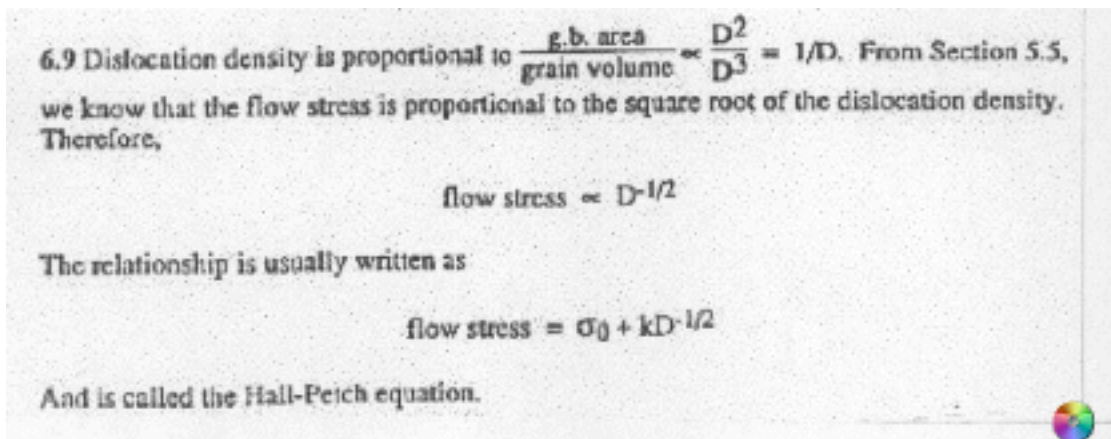 6.9 Dislocation density is proportional to g.b. area / grain volume ∝ D² / D³ = 1/D. From Section 5.5,
we know that the flow stress is proportional to the square root of the dislocation density.
Therefore,
flow stress ∝ D-1/2
The relationship is usually written as
flow stress = σ0 + kD-1/2
And is called the Hall-Petch equation.